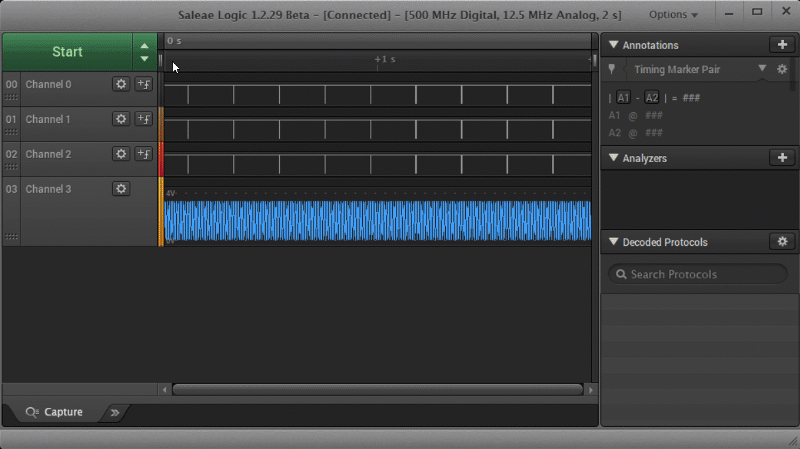 Saleae Logic 1.2.29 Beta - [Connected] - [500 MHz Digital, 12.5 MHz Analog, 2 s]
Options
Start
0 s
+1 s
00 Channel 0
01 Channel 1
02 Channel 2
03 Channel 3
4V
0V
Annotations
Timing Marker Pair
| A1 - A2 | = ###
A1 @ ###
A2 @ ###
Analyzers
Decoded Protocols
Search Protocols
Capture